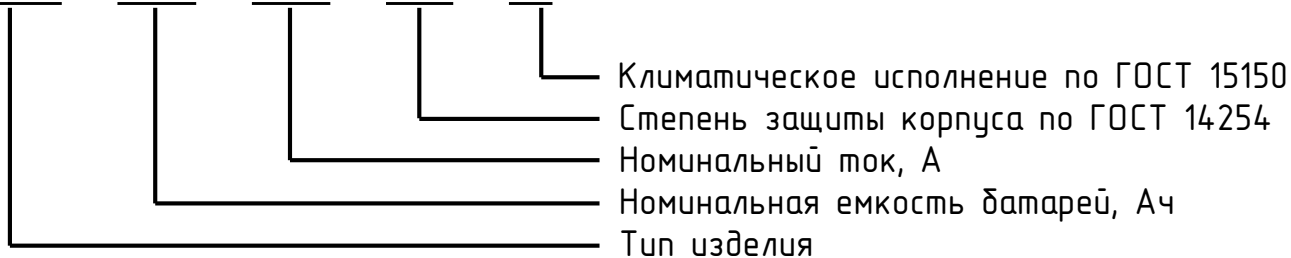 Климатическое исполнение по ГОСТ 15150
Степень защиты корпуса по ГОСТ 14254
Номинальный ток, А
Номинальная емкость батарей, Ач
Тип изделия